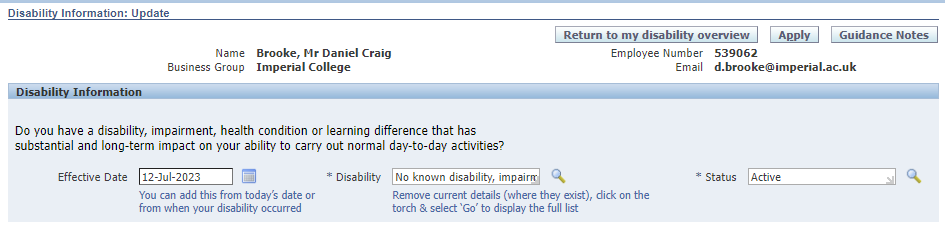 Disability Information: Update
Return to my disability overview Apply Guidance Notes
Name Brooke, Mr Daniel Craig Employee Number 539062
Business Group Imperial College Email d.brooke@imperial.ac.uk
Disability Information
Do you have a disability, impairment, health condition or learning difference that has
substantial and long-term impact on your ability to carry out normal day-to-day activities?
Effective Date 12-Jul-2023 * Disability No known disability, impairm * Status Active
You can add this from today's date or Remove current details (where they exist), click on the
from when your disability occurred torch & select 'Go' to display the full list